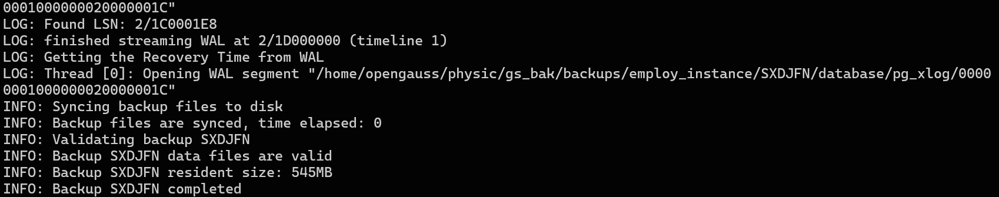 000100000000020000001C"
LOG: Found LSN: 2/1C0001E8
LOG: finished streaming WAL at 2/1D000000 (timeline 1)
LOG: Getting the Recovery Time from WAL
LOG: Thread [0]: Opening WAL segment "/home/opengauss/physic/gs_bak/backups/employ_instance/SXDJFN/database/pg_xlog/0000
000100000000020000001C"
INFO: Syncing backup files to disk
INFO: Backup files are synced, time elapsed: 0
INFO: Validating backup SXDJFN
INFO: Backup SXDJFN data files are valid
INFO: Backup SXDJFN resident size: 545MB
INFO: Backup SXDJFN completed